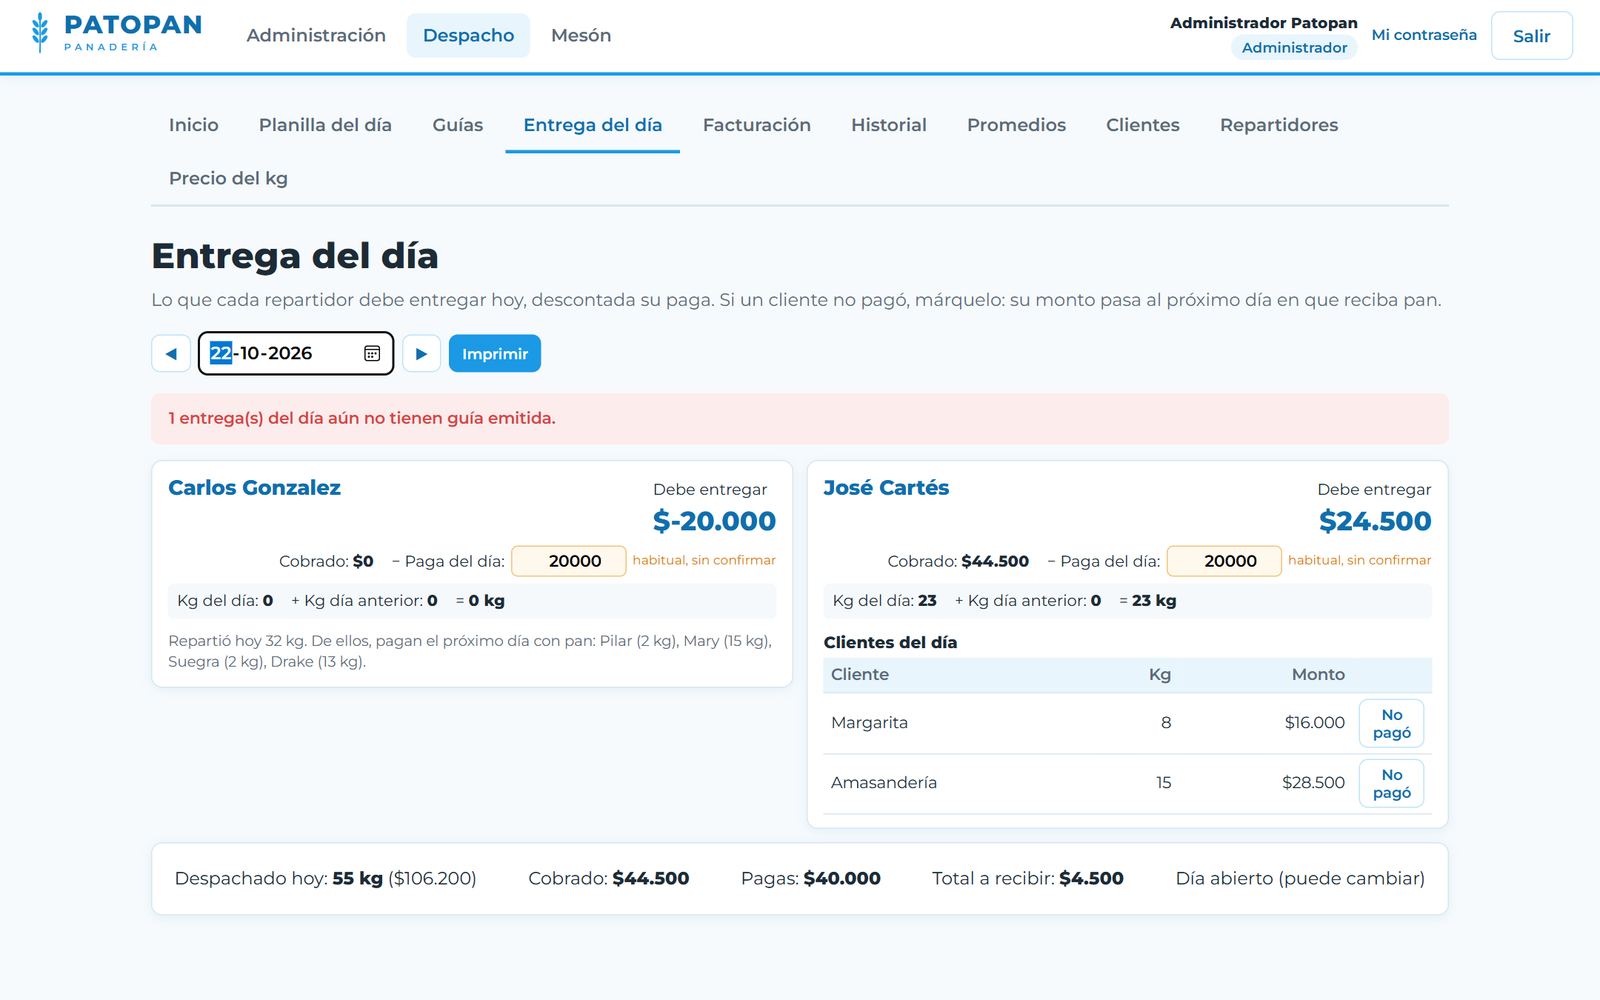 PATOPAN
PANADERÍA
Administración
Despacho
Mesón
Administrador Patopan
Administrador
Mi contraseña
Salir
Inicio
Planilla del día
Guías
Entrega del día
Facturación
Historial
Promedios
Clientes
Repartidores
Precio del kg
Entrega del día
Lo que cada repartidor debe entregar hoy, descontada su paga. Si un cliente no pagó, márquelo: su monto pasa al próximo día en que reciba pan.
22-10-2026
Imprimir
1 entrega(s) del día aún no tienen guía emitida.
Carlos Gonzalez
Debe entregar
$-20.000
Cobrado: $0 − Paga del día: 20000 habitual, sin confirmar
Kg del día: 0 + Kg día anterior: 0 = 0 kg
Repartió hoy 32 kg. De ellos, pagan el próximo día con pan: Pilar (2 kg), Mary (15 kg),
Suegra (2 kg), Drake (13 kg).
José Cartés
Debe entregar
$24.500
Cobrado: $44.500 − Paga del día: 20000 habitual, sin confirmar
Kg del día: 23 + Kg día anterior: 0 = 23 kg
Clientes del día
Cliente Kg Monto
Margarita 8 $16.000 No pagó
Amasandería 15 $28.500 No pagó
Despachado hoy: 55 kg ($106.200) Cobrado: $44.500 Pagas: $40.000 Total a recibir: $4.500 Día abierto (puede cambiar)